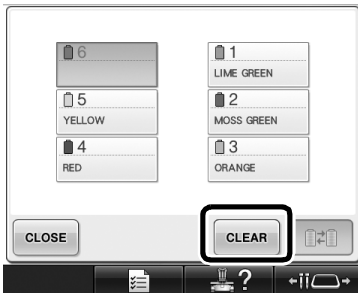 6
1
LIME GREEN
5
YELLOW
2
MOSS GREEN
4
RED
3
ORANGE
CLOSE
CLEAR
?